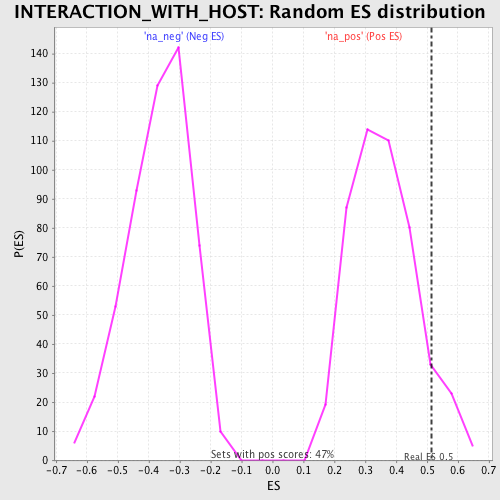 INTERACTION_WITH_HOST: Random ES distribution
'na_neg' (Neg ES)
'na_pos' (Pos ES)
140
130
120
110
100
90
80
70
60
50
40
30
20
10
0
P(ES)
Sets with pos scores: 47%
Real ES 0.5
-0.7 -0.6 -0.5 -0.4 -0.3 -0.2 -0.1 0.0 0.1 0.2 0.3 0.4 0.5 0.6 0.7
ES